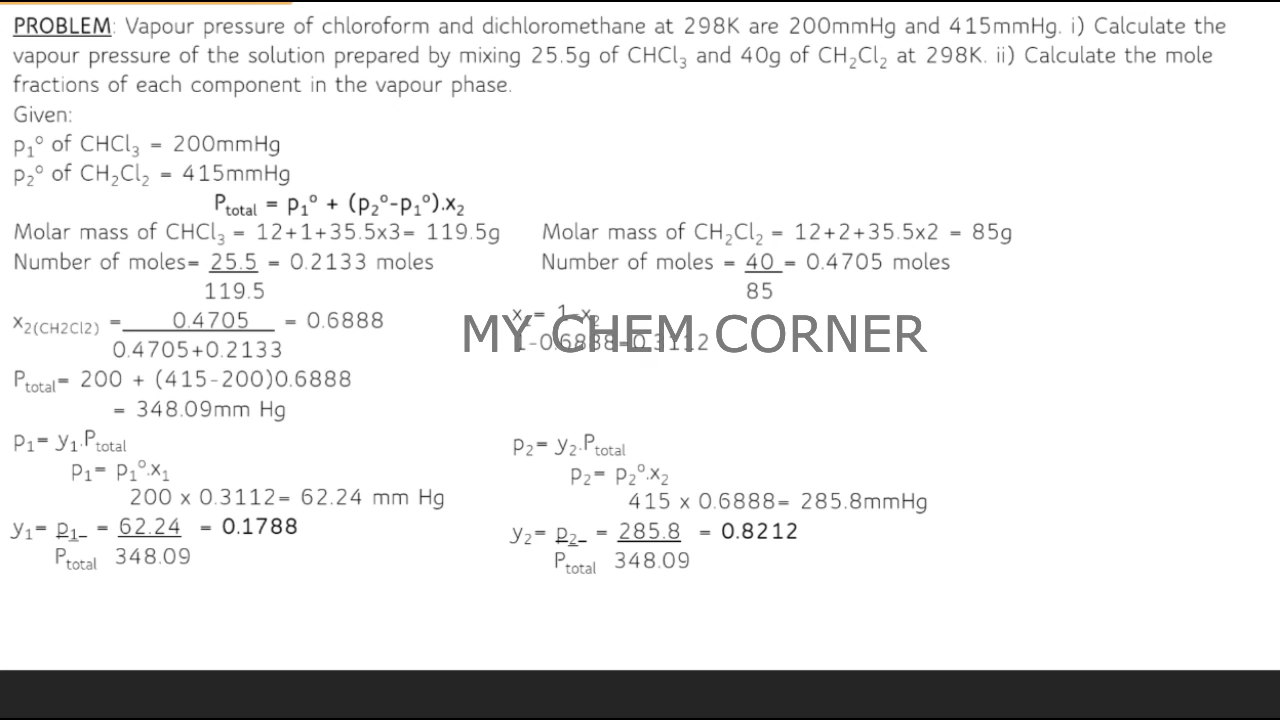 PROBLEM: Vapour pressure of chloroform and dichloromethane at 298K are 200mmHg and 415mmHg. i) Calculate the
vapour pressure of the solution prepared by mixing 25.5g of CHCl₃ and 40g of CH₂Cl₂ at 298K. ii) Calculate the mole
fractions of each component in the vapour phase.
Given:
p₁° of CHCl₃ = 200mmHg
p₂° of CH₂Cl₂ = 415mmHg
Ptotal = p₁° + (p₂°-p₁°).x₂
Molar mass of CHCl₃ = 12+1+35.5x3= 119.5g
Number of moles= 25.5 = 0.2133 moles
119.5
Molar mass of CH₂Cl₂ = 12+2+35.5x2 = 85g
Number of moles = 40 = 0.4705 moles
85
x2(CH2Cl2) = 0.4705 = 0.6888
0.4705+0.2133
x₁= 1-x₂
1-0.6888=0.3112
MY CHEM CORNER
Ptotal= 200 + (415-200)0.6888
= 348.09mm Hg
p₁= y₁.Ptotal
p₁= p₁°.x₁
200 x 0.3112= 62.24 mm Hg
y₁= p₁ = 62.24 = 0.1788
Ptotal 348.09
p₂= y₂.Ptotal
p₂= p₂°.x₂
415 x 0.6888= 285.8mmHg
y₂= p₂ = 285.8 = 0.8212
Ptotal 348.09